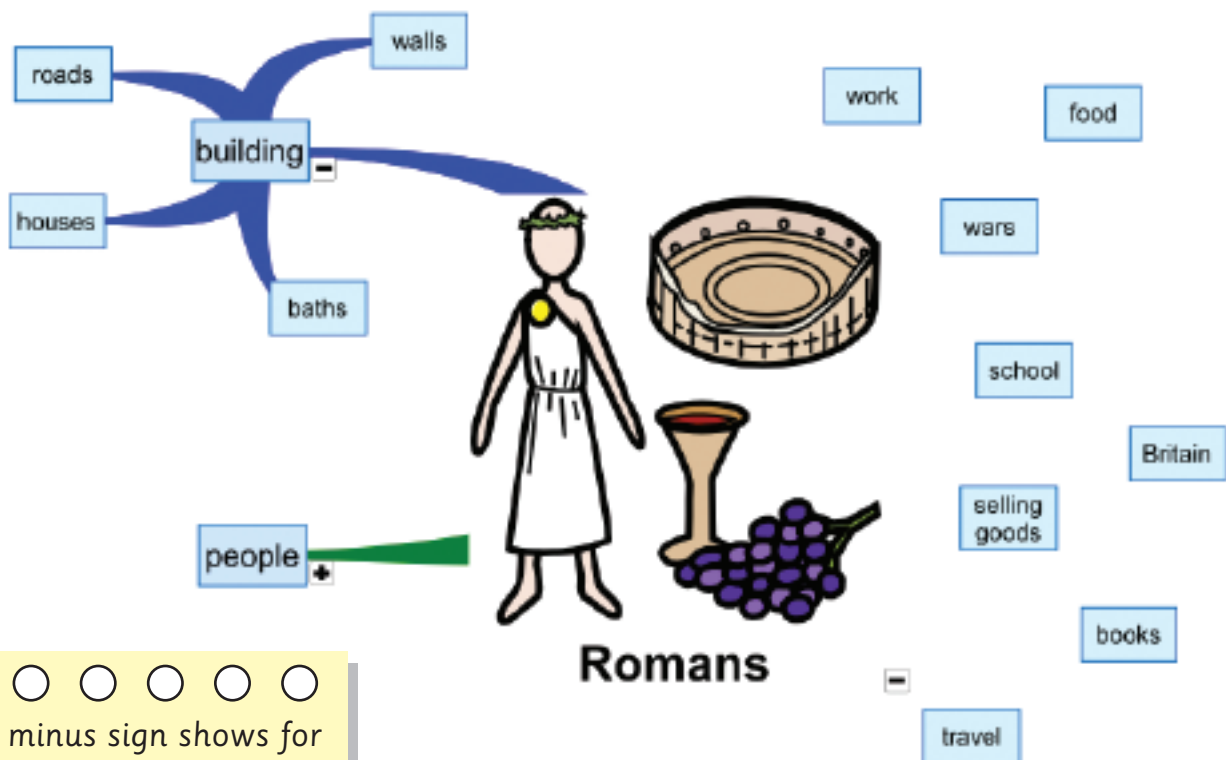 walls
roads
building
houses
baths
people
work
food
wars
school
Britain
selling
goods
books
travel
Romans
minus sign shows for